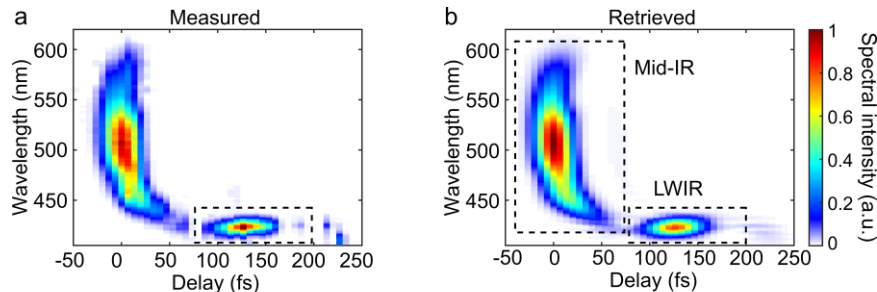 a Measured
Wavelength (nm)
600
550
500
450
-50 0 50 100 150 200 250
Delay (fs)
b Retrieved
Wavelength (nm)
600
550
500
450
Mid-IR
LWIR
-50 0 50 100 150 200 250
Delay (fs)
1
0.8
0.6
0.4
0.2
0
Spectral intensity (a.u.)